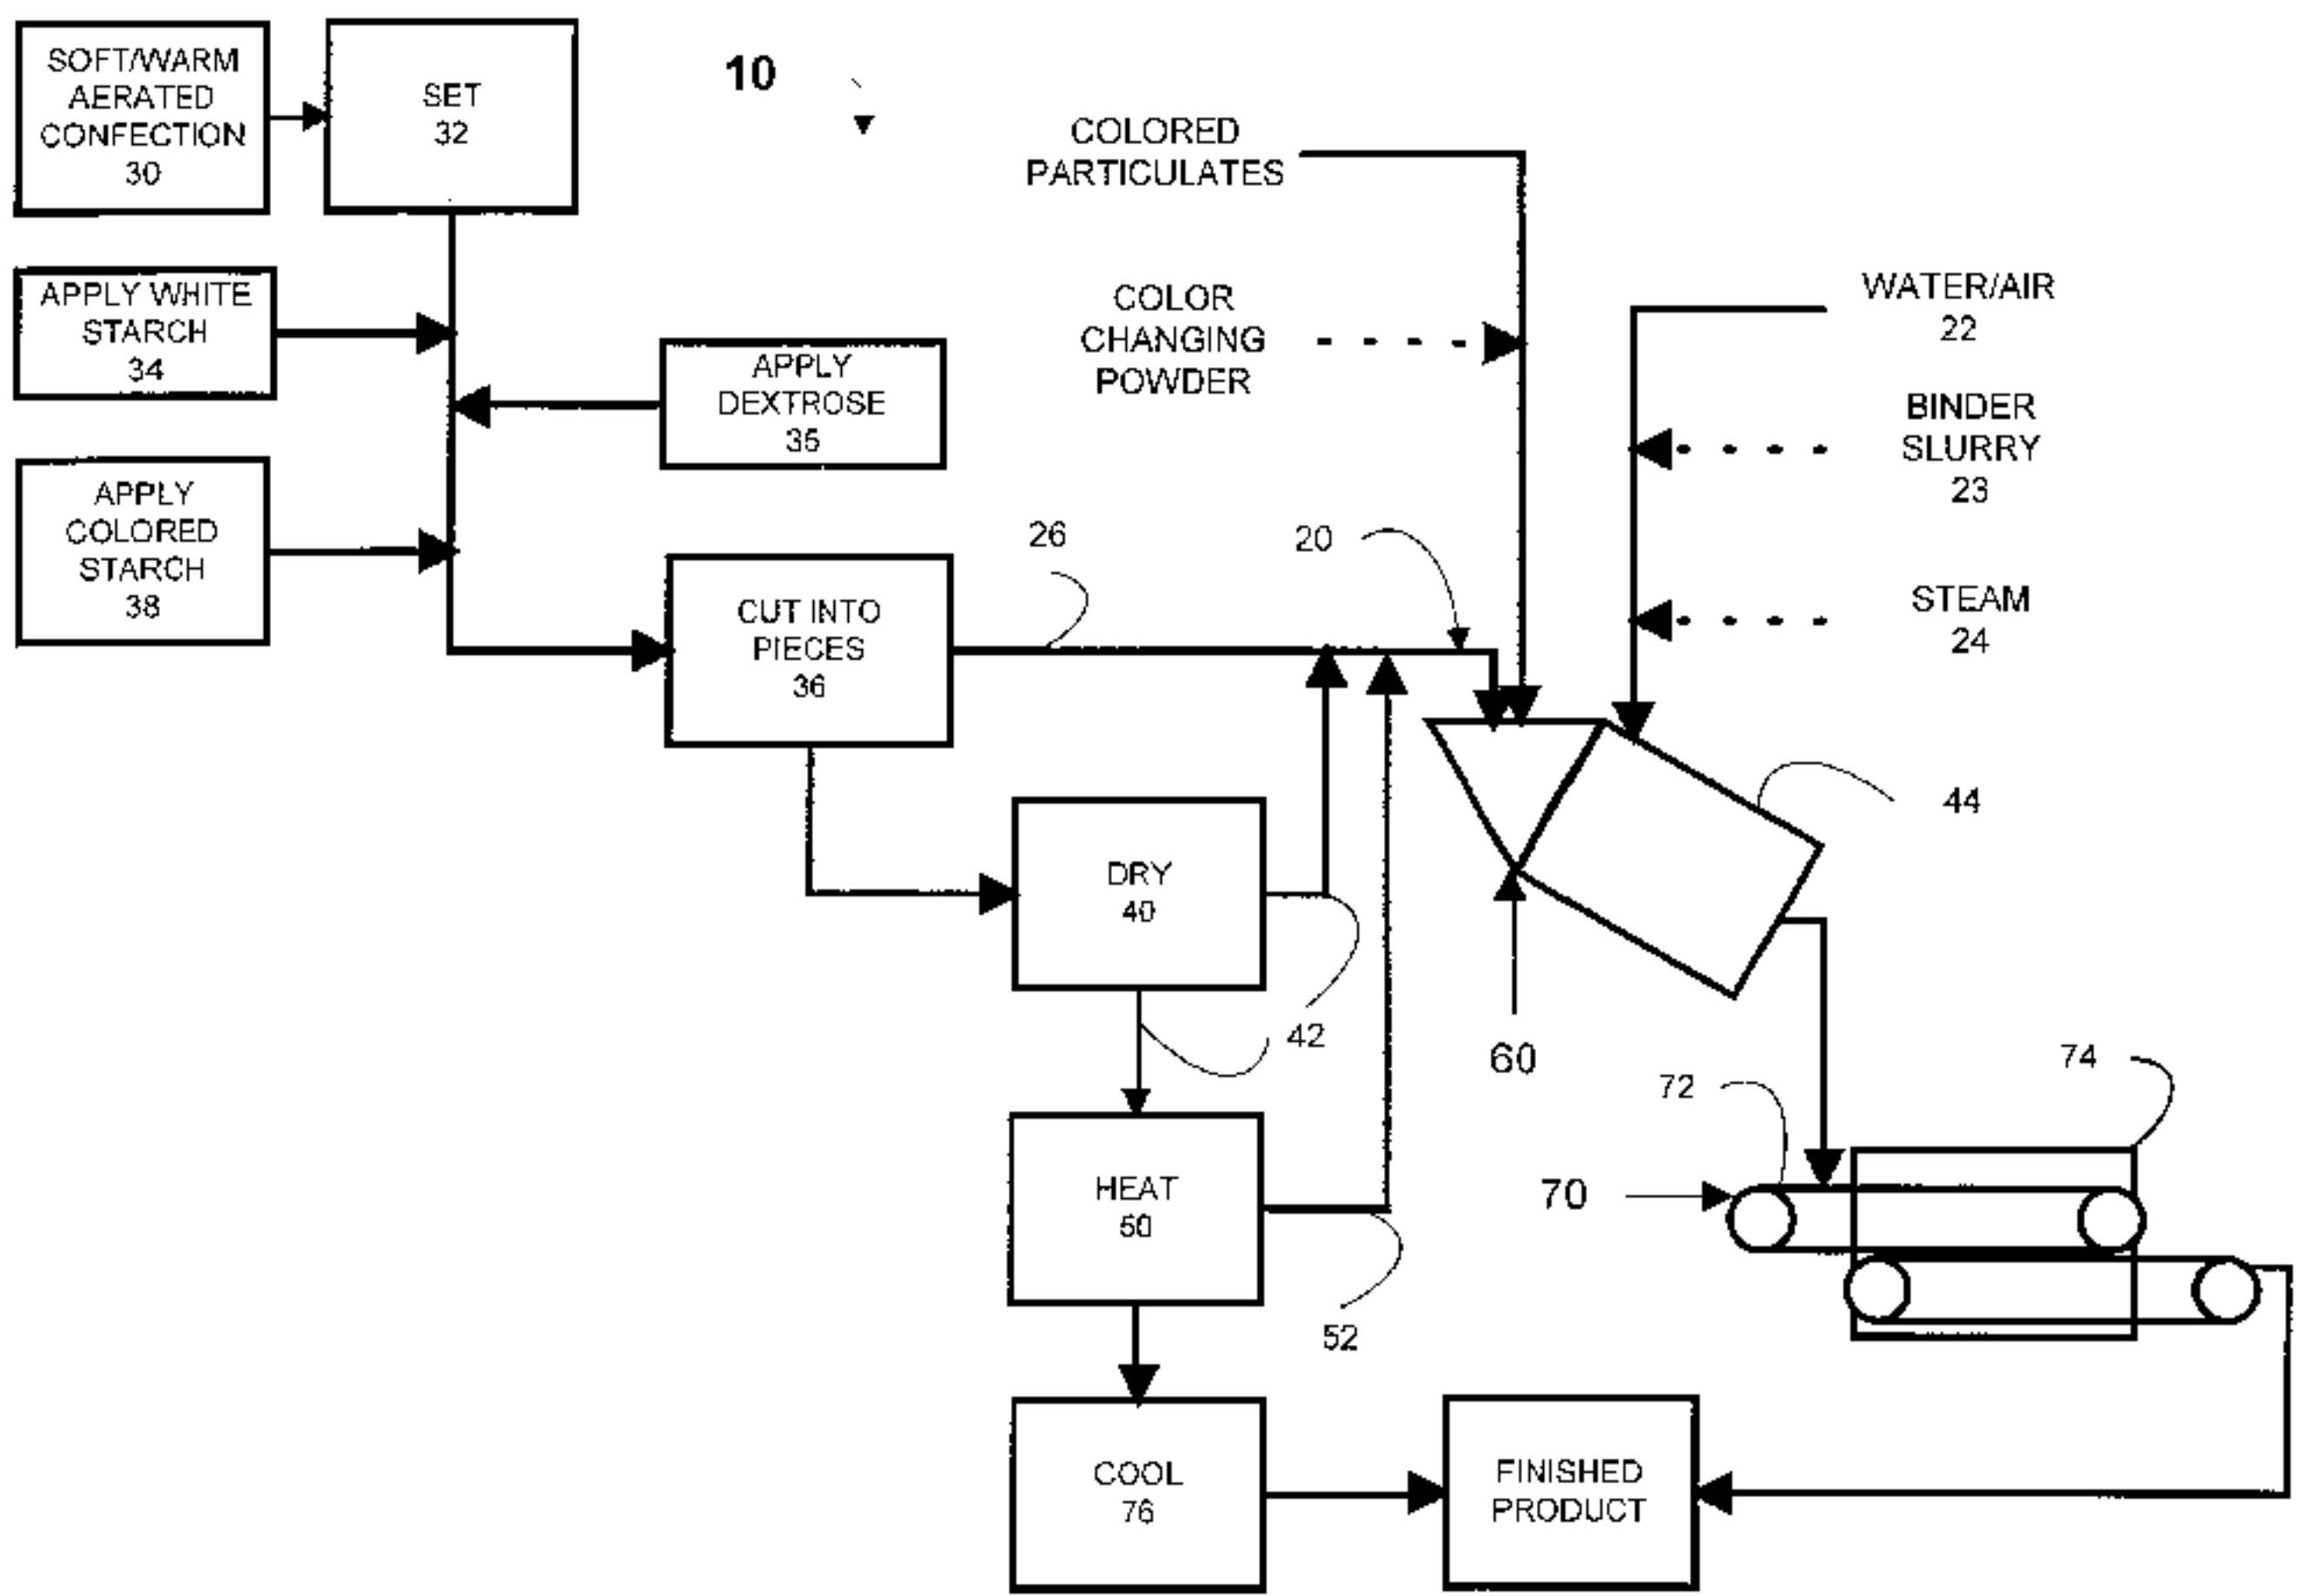 SOFT/WARM
AERATED
CONFECTION
30
SET
32
10
COLORED
PARTICULATES
APPLY WHITE
STARCH
34
COLOR
CHANGING
POWDER
WATER/AIR
22
APPLY
DEXTROSE
35
BINDER
SLURRY
23
APPLY
COLORED
STARCH
38
26
20
CUT INTO
PIECES
36
STEAM
24
44
DRY
40
42
60
74
72
HEAT
50
70
52
COOL
76
FINISHED
PRODUCT